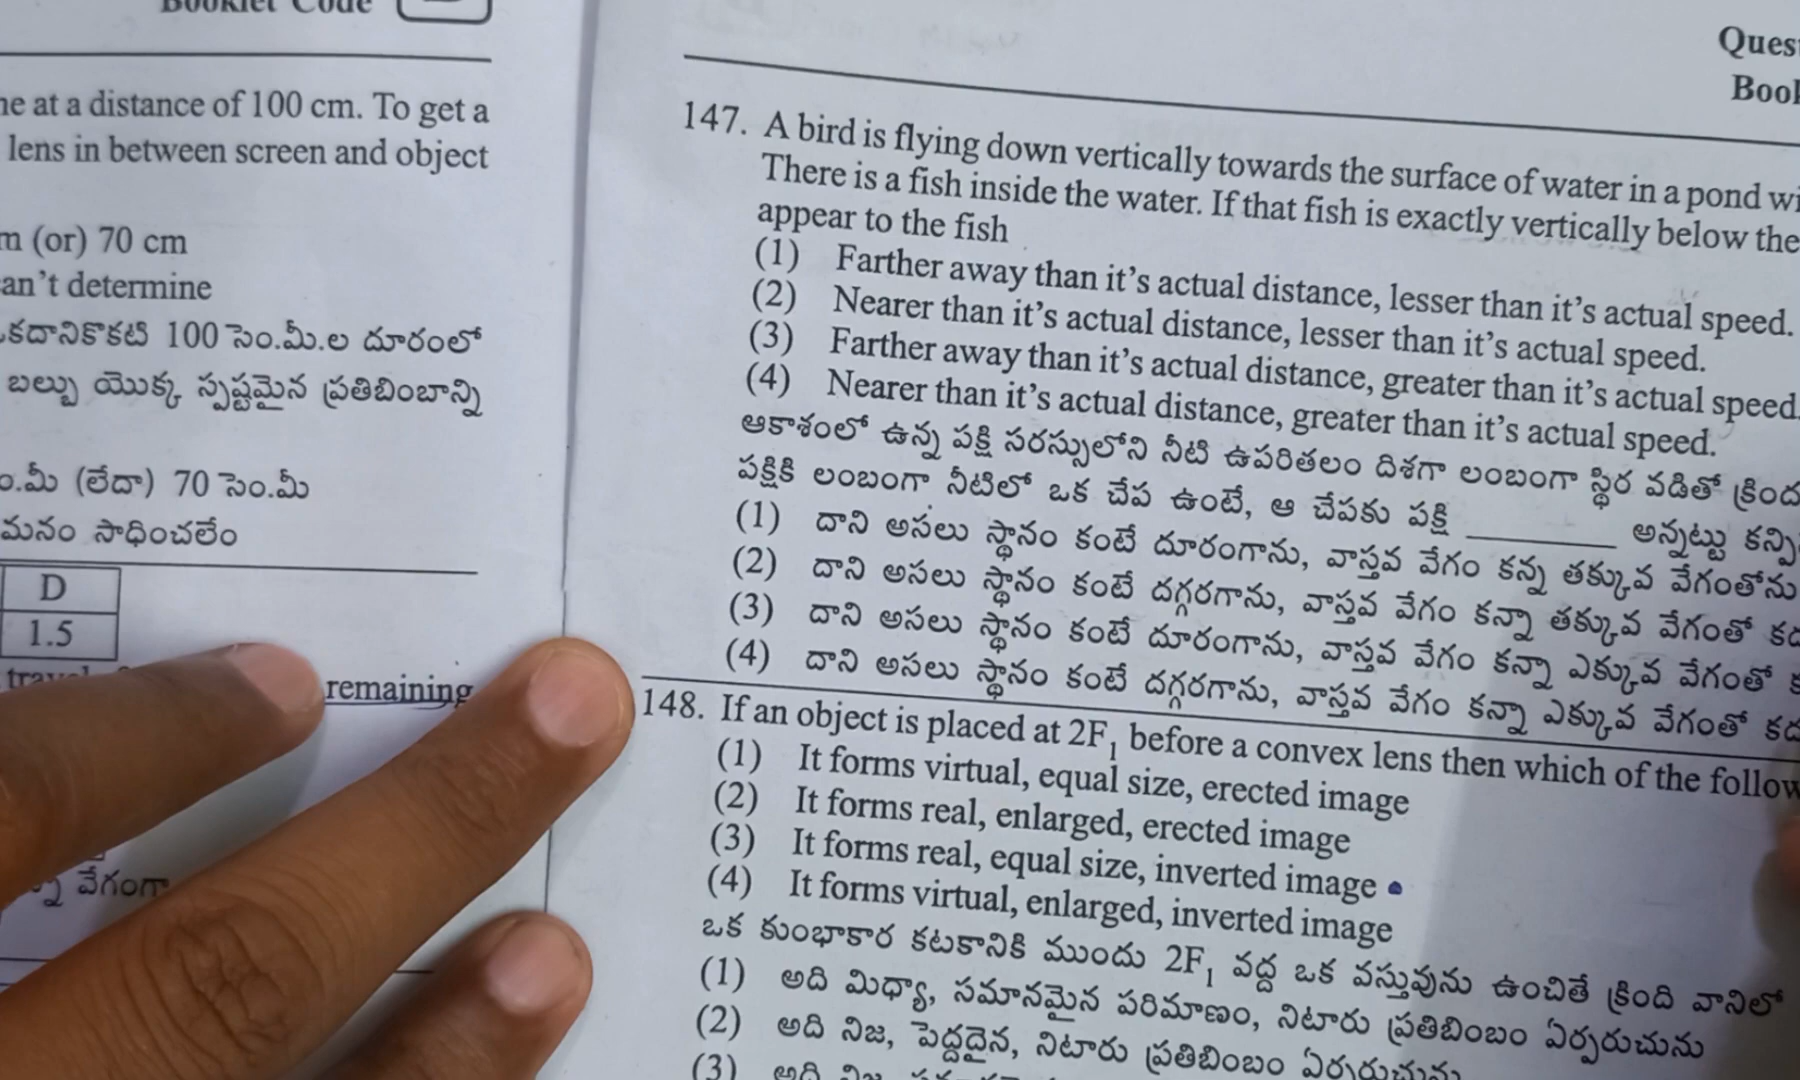 Booklet Code
at a distance of 100 cm. To get a
lens in between screen and object
(or) 70 cm
determine
100 సెం.మీ.ల దూరంలో
బల్బు యొక్క స్పష్టమైన ప్రతిబింబాన్ని
(లేదా) 70 సెం.మీ
మనం సాధించలేం
D
1.5
remaining
వేగంగా
147. A bird is flying down vertically towards the surface of water in a pond
There is a fish inside the water. If that fish is exactly vertically below the
appear to the fish
(1) Farther away than it's actual distance, lesser than it's actual speed.
(2) Nearer than it's actual distance, lesser than it's actual speed.
(3) Farther away than it's actual distance, greater than it's actual speed.
(4) Nearer than it's actual distance, greater than it's actual speed.
ఆకాశంలో ఉన్న పక్షి సరస్సులోని నీటి ఉపరితలం దిశగా లంబంగా స్థిర వడితో
పక్షికి లంబంగా నీటిలో ఒక చేప ఉంటే, ఆ చేపకు పక్షి ________ అన్నట్టు
(1) దాని అసలు స్థానం కంటే దూరంగాను, వాస్తవ వేగం కన్న తక్కువ వేగంతోను
(2) దాని అసలు స్థానం కంటే దగ్గరగాను, వాస్తవ వేగం కన్నా తక్కువ వేగంతో
(3) దాని అసలు స్థానం కంటే దూరంగాను, వాస్తవ వేగం కన్నా ఎక్కువ వేగంతో
(4) దాని అసలు స్థానం కంటే దగ్గరగాను, వాస్తవ వేగం కన్నా ఎక్కువ వేగంతో
148. If an object is placed at 2F₁ before a convex lens then which of the
(1) It forms virtual, equal size, erected image
(2) It forms real, enlarged, erected image
(3) It forms real, equal size, inverted image
(4) It forms virtual, enlarged, inverted image
ఒక కుంభాకార కటకానికి ముందు 2F₁ వద్ద ఒక వస్తువును ఉంచితే క్రింది వానిలో
(1) అది మిధ్యా, సమానమైన పరిమాణం, నిటారు ప్రతిబింబం ఏర్పరుచును
(2) అది నిజ, పెద్దదైన, నిటారు ప్రతిబింబం ఏర్పరుచును
(3) అది నిజ